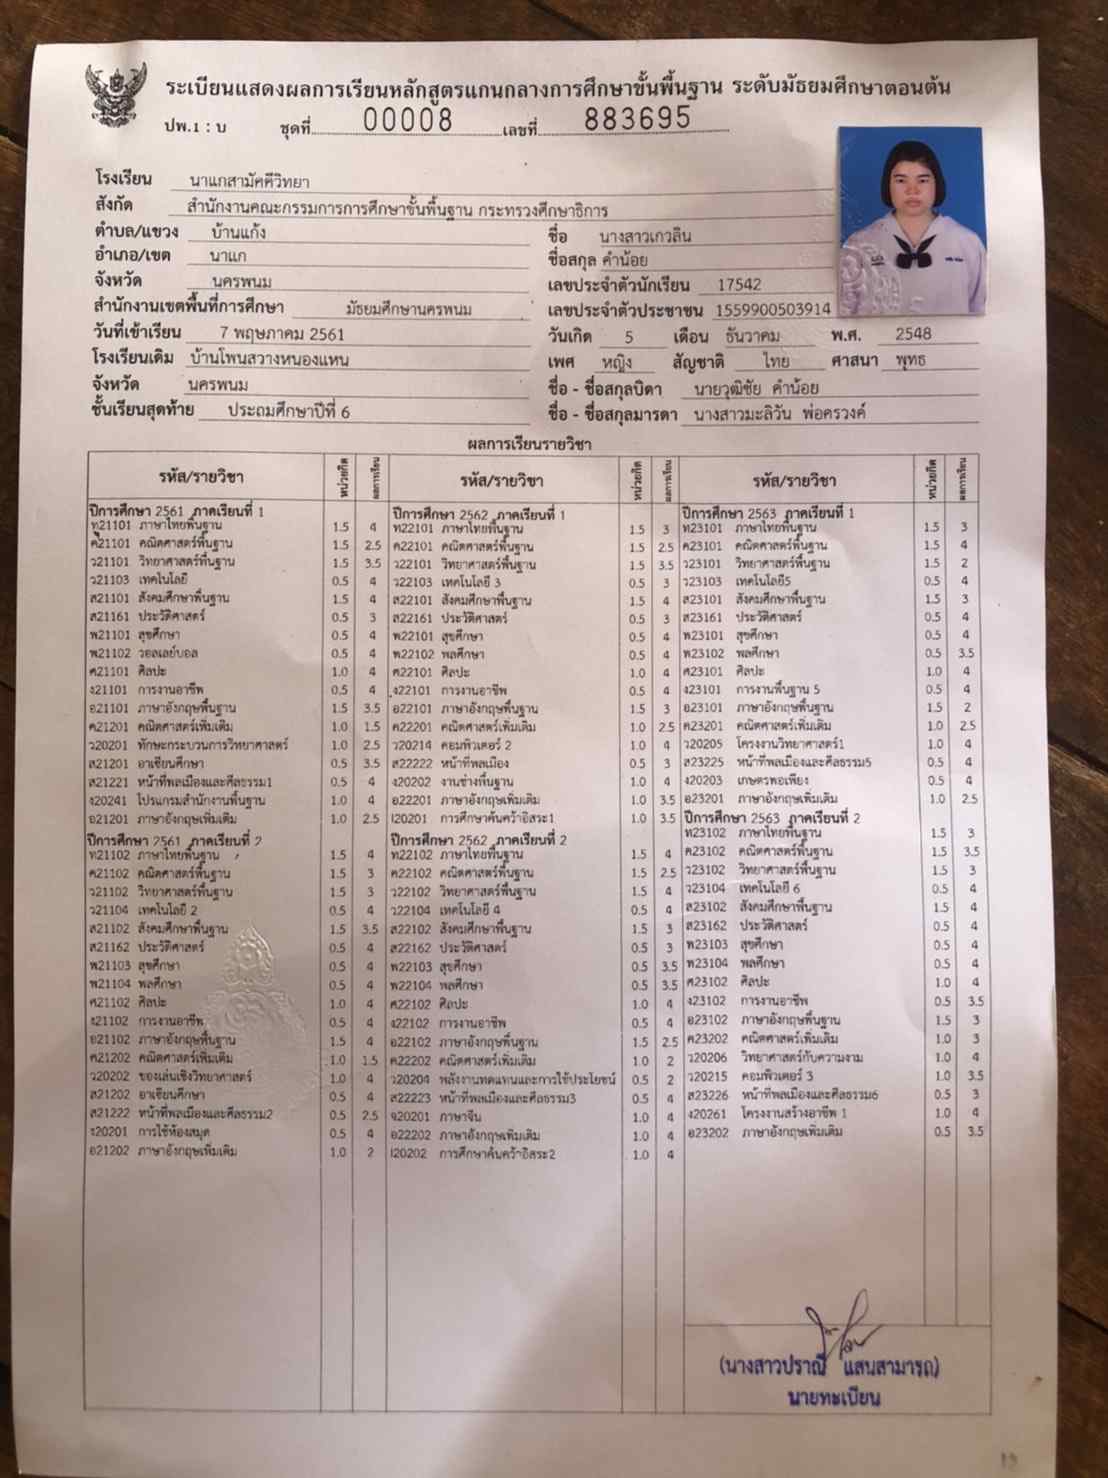 ระเบียนแสดงผลการเรียนหลักสูตรแกนกลางการศึกษาขั้นพื้นฐาน ระดับมัธยมศึกษาตอนต้น
ปพ.1 : บ ชุดที่ 00008 เลขที่ 883695
โรงเรียน นาแกสามัคคีวิทยา
สังกัด สำนักงานคณะกรรมการการศึกษาขั้นพื้นฐาน กระทรวงศึกษาธิการ
ตำบล/แขวง บ้านแก้ง
อำเภอ/เขต นาแก
จังหวัด นครพนม
สำนักงานเขตพื้นที่การศึกษา มัธยมศึกษานครพนม
วันที่เข้าเรียน 7 พฤษภาคม 2561
โรงเรียนเดิม บ้านโพนสวางหนองแหน
จังหวัด นครพนม
ชั้นเรียนสุดท้าย ประถมศึกษาปีที่ 6
ชื่อ นางสาวเกวลิน
ชื่อสกุล คำน้อย
เลขประจำตัวนักเรียน 17542
เลขประจำตัวประชาชน 1559900503914
วันเกิด 5 เดือน ธันวาคม พ.ศ. 2548
เพศ หญิง สัญชาติ ไทย ศาสนา พุทธ
ชื่อ - ชื่อสกุลบิดา นายวุฒิชัย คำน้อย
ชื่อ - ชื่อสกุลมารดา นางสาวมะลิวัน พ่อครวงค์
ผลการเรียนรายวิชา
รหัส/รายวิชา หน่วยกิต ผลการเรียน
ปีการศึกษา 2561 ภาคเรียนที่ 1
ท21101 ภาษาไทยพื้นฐาน 1.5 4
ค21101 คณิตศาสตร์พื้นฐาน 1.5 2.5
ว21101 วิทยาศาสตร์พื้นฐาน 1.5 3.5
ว21103 เทคโนโลยี 0.5 4
ส21101 สังคมศึกษาพื้นฐาน 1.5 4
ส21161 ประวัติศาสตร์ 0.5 3
พ21101 สุขศึกษา 0.5 4
พ21102 วอลเลย์บอล 0.5 4
ศ21101 ศิลปะ 1.0 4
ง21101 การงานอาชีพ 0.5 4
อ21101 ภาษาอังกฤษพื้นฐาน 1.5 3.5
ค21201 คณิตศาสตร์เพิ่มเติม 1.0 1.5
ว20201 ทักษะกระบวนการวิทยาศาสตร์ 1.0 2.5
ส21201 อาเซียนศึกษา 0.5 3.5
ส21221 หน้าที่พลเมืองและศีลธรรม1 0.5 4
ง20241 โปรแกรมสำนักงานพื้นฐาน 1.0 4
อ21201 ภาษาอังกฤษเพิ่มเติม 1.0 2.5
ปีการศึกษา 2561 ภาคเรียนที่ 2
ท21102 ภาษาไทยพื้นฐาน 1.5 4
ค21102 คณิตศาสตร์พื้นฐาน 1.5 3
ว21102 วิทยาศาสตร์พื้นฐาน 1.5 3
ว21104 เทคโนโลยี 2 0.5 4
ส21102 สังคมศึกษาพื้นฐาน 1.5 3.5
ส21162 ประวัติศาสตร์ 0.5 4
พ21103 สุขศึกษา 0.5 4
พ21104 พลศึกษา 0.5 4
ศ21102 ศิลปะ 1.0 4
ง21102 การงานอาชีพ 0.5 4
อ21102 ภาษาอังกฤษพื้นฐาน 1.5 4
ค21202 คณิตศาสตร์เพิ่มเติม 1.0 1.5
ว20202 ของเล่นเชิงวิทยาศาสตร์ 1.0 4
ส21202 อาเซียนศึกษา 0.5 4
ส21222 หน้าที่พลเมืองและศีลธรรม2 0.5 2.5
ง20201 การใช้ห้องสมุด 0.5 4
อ21202 ภาษาอังกฤษเพิ่มเติม 1.0 2
รหัส/รายวิชา หน่วยกิต ผลการเรียน
ปีการศึกษา 2562 ภาคเรียนที่ 1
ท22101 ภาษาไทยพื้นฐาน 1.5 3
ค22101 คณิตศาสตร์พื้นฐาน 1.5 2.5
ว22101 วิทยาศาสตร์พื้นฐาน 1.5 3.5
ว22103 เทคโนโลยี 3 0.5 3
ส22101 สังคมศึกษาพื้นฐาน 1.5 4
ส22161 ประวัติศาสตร์ 0.5 3
พ22101 สุขศึกษา 0.5 4
พ22102 พลศึกษา 0.5 4
ศ22101 ศิลปะ 1.0 4
ง22101 การงานอาชีพ 0.5 4
อ22101 ภาษาอังกฤษพื้นฐาน 1.5 3
ค22201 คณิตศาสตร์เพิ่มเติม 1.0 2.5
ว20214 คอมพิวเตอร์ 2 1.0 4
ส22222 หน้าที่พลเมือง 0.5 3
ง20202 งานช่างพื้นฐาน 1.0 4
อ22201 ภาษาอังกฤษเพิ่มเติม 1.0 3.5
I20201 การศึกษาค้นคว้าอิสระ1 1.0 3.5
ปีการศึกษา 2562 ภาคเรียนที่ 2
ท22102 ภาษาไทยพื้นฐาน 1.5 4
ค22102 คณิตศาสตร์พื้นฐาน 1.5 2.5
ว22102 วิทยาศาสตร์พื้นฐาน 1.5 4
ว22104 เทคโนโลยี 4 0.5 4
ส22102 สังคมศึกษาพื้นฐาน 1.5 3
ส22162 ประวัติศาสตร์ 0.5 3
พ22103 สุขศึกษา 0.5 3.5
พ22104 พลศึกษา 0.5 3.5
ศ22102 ศิลปะ 1.0 4
ง22102 การงานอาชีพ 0.5 4
อ22102 ภาษาอังกฤษพื้นฐาน 1.5 2.5
ค22202 คณิตศาสตร์เพิ่มเติม 1.0 2
ว20204 พลังงานทดแทนและการใช้ประโยชน์ 0.5 2
ส22223 หน้าที่พลเมืองและศีลธรรม3 0.5 4
จ20201 ภาษาจีน 1.0 4
อ22202 ภาษาอังกฤษเพิ่มเติม 1.0 4
I20202 การศึกษาค้นคว้าอิสระ2 1.0 4
รหัส/รายวิชา หน่วยกิต ผลการเรียน
ปีการศึกษา 2563 ภาคเรียนที่ 1
ท23101 ภาษาไทยพื้นฐาน 1.5 3
ค23101 คณิตศาสตร์พื้นฐาน 1.5 4
ว23101 วิทยาศาสตร์พื้นฐาน 1.5 2
ว23103 เทคโนโลยี5 0.5 4
ส23101 สังคมศึกษาพื้นฐาน 1.5 3
ส23161 ประวัติศาสตร์ 0.5 4
พ23101 สุขศึกษา 0.5 4
พ23102 พลศึกษา 0.5 3.5
ศ23101 ศิลปะ 1.0 4
ง23101 การงานพื้นฐาน 5 0.5 4
อ23101 ภาษาอังกฤษพื้นฐาน 1.5 2
ค23201 คณิตศาสตร์เพิ่มเติม 1.0 2.5
ว20205 โครงงานวิทยาศาสตร์1 1.0 4
ส23225 หน้าที่พลเมืองและศีลธรรม5 0.5 4
ง20203 เกษตรพอเพียง 0.5 4
อ23201 ภาษาอังกฤษเพิ่มเติม 1.0 2.5
ปีการศึกษา 2563 ภาคเรียนที่ 2
ท23102 ภาษาไทยพื้นฐาน 1.5 3
ค23102 คณิตศาสตร์พื้นฐาน 1.5 3.5
ว23102 วิทยาศาสตร์พื้นฐาน 1.5 3
ว23104 เทคโนโลยี 6 0.5 4
ส23102 สังคมศึกษาพื้นฐาน 1.5 4
ส23162 ประวัติศาสตร์ 0.5 4
พ23103 สุขศึกษา 0.5 4
พ23104 พลศึกษา 0.5 4
ศ23102 ศิลปะ 1.0 4
ง23102 การงานอาชีพ 0.5 3.5
อ23102 ภาษาอังกฤษพื้นฐาน 1.5 3
ค23202 คณิตศาสตร์เพิ่มเติม 1.0 3
ว20206 วิทยาศาสตร์กับความงาม 1.0 4
ว20215 คอมพิวเตอร์ 3 1.0 3.5
ส23226 หน้าที่พลเมืองและศีลธรรม6 0.5 3
ง20261 โครงงานสร้างอาชีพ 1 1.0 4
อ23202 ภาษาอังกฤษเพิ่มเติม 0.5 3.5
(นางสาวปราณี แสนสามารถ)
นายทะเบียน